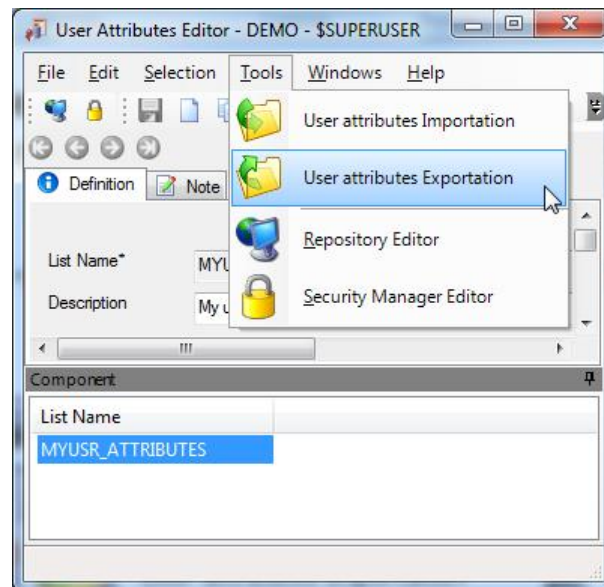 User Attributes Editor - DEMO - $SUPERUSER
File Edit Selection Tools Windows Help
User attributes Importation
User attributes Exportation
Repository Editor
Security Manager Editor
Definition Note
List Name*
Description My
Component
List Name
MYUSR_ATTRIBUTES